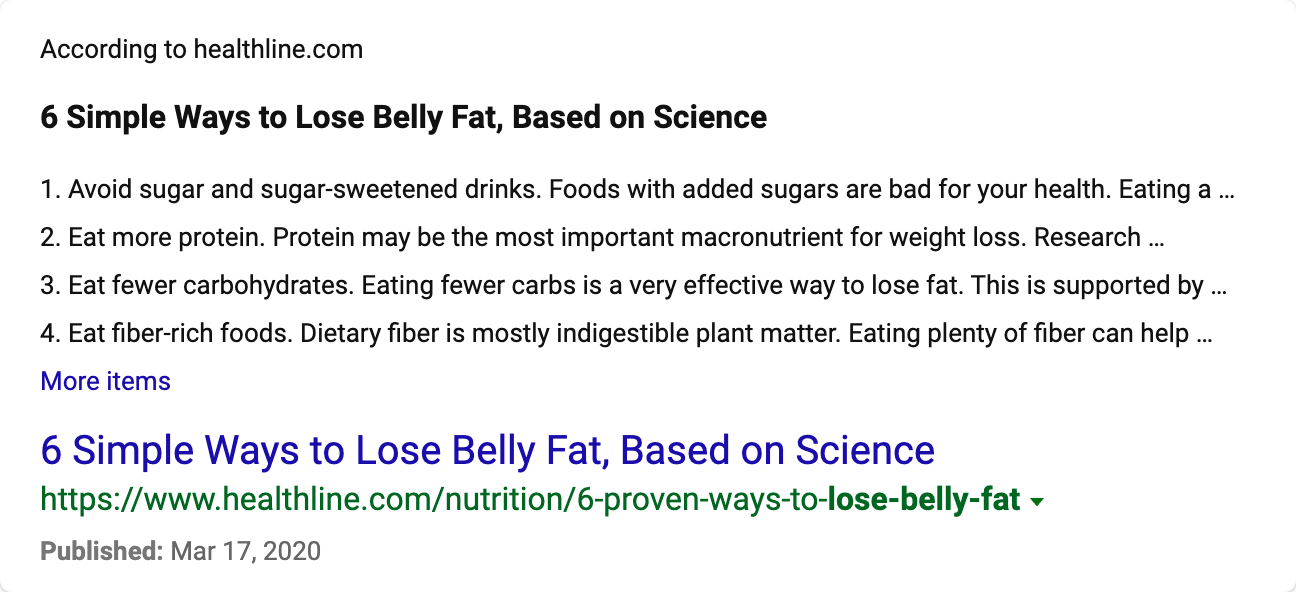 According to healthline.com
6 Simple Ways to Lose Belly Fat, Based on Science
1. Avoid sugar and sugar-sweetened drinks. Foods with added sugars are bad for your health. Eating a ...
2. Eat more protein. Protein may be the most important macronutrient for weight loss. Research ...
3. Eat fewer carbohydrates. Eating fewer carbs is a very effective way to lose fat. This is supported by ...
4. Eat fiber-rich foods. Dietary fiber is mostly indigestible plant matter. Eating plenty of fiber can help ...
More items
6 Simple Ways to Lose Belly Fat, Based on Science
https://www.healthline.com/nutrition/6-proven-ways-to-lose-belly-fat
Published: Mar 17, 2020